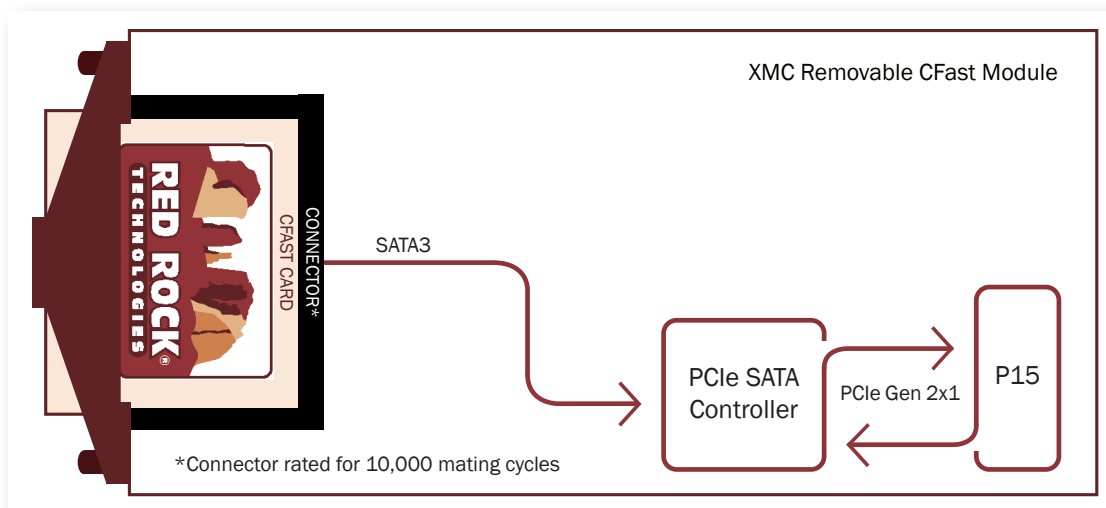 XMC Removable CFast Module
RED ROCK®
TECHNOLOGIES
CFAST CARD
CONNECTOR*
SATA3
PCIe SATA
Controller
PCIe Gen 2x1
P15
*Connector rated for 10,000 mating cycles